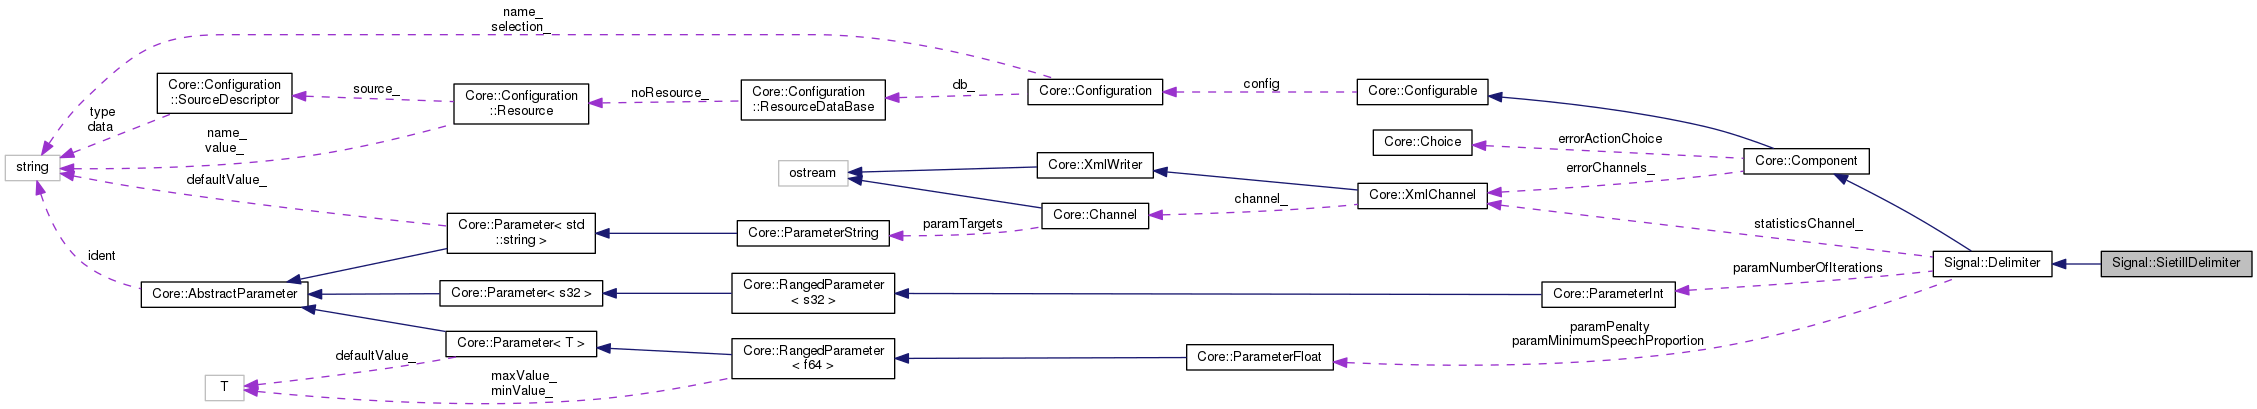 name_
selection_
Core::Configuration
::SourceDescriptor
source_
Core::Configuration
::Resource
noResource_
Core::Configuration
::ResourceDataBase
db_
Core::Configuration
config
Core::Configurable
type
data
name_
value_
string
defaultValue_
ident
Core::Choice
errorActionChoice
Core::Component
errorChannels_
ostream
Core::XmlWriter
Core::XmlChannel
channel_
Core::Channel
paramTargets
Core::ParameterString
Core::Parameter< std
::string >
statisticsChannel_
Signal::Delimiter
Signal::SietillDelimiter
paramNumberOfIterations
Core::AbstractParameter
Core::Parameter< s32 >
Core::RangedParameter
< s32 >
Core::ParameterInt
paramPenalty
paramMinimumSpeechProportion
Core::Parameter< T >
Core::RangedParameter
< f64 >
Core::ParameterFloat
defaultValue_
T
maxValue_
minValue_